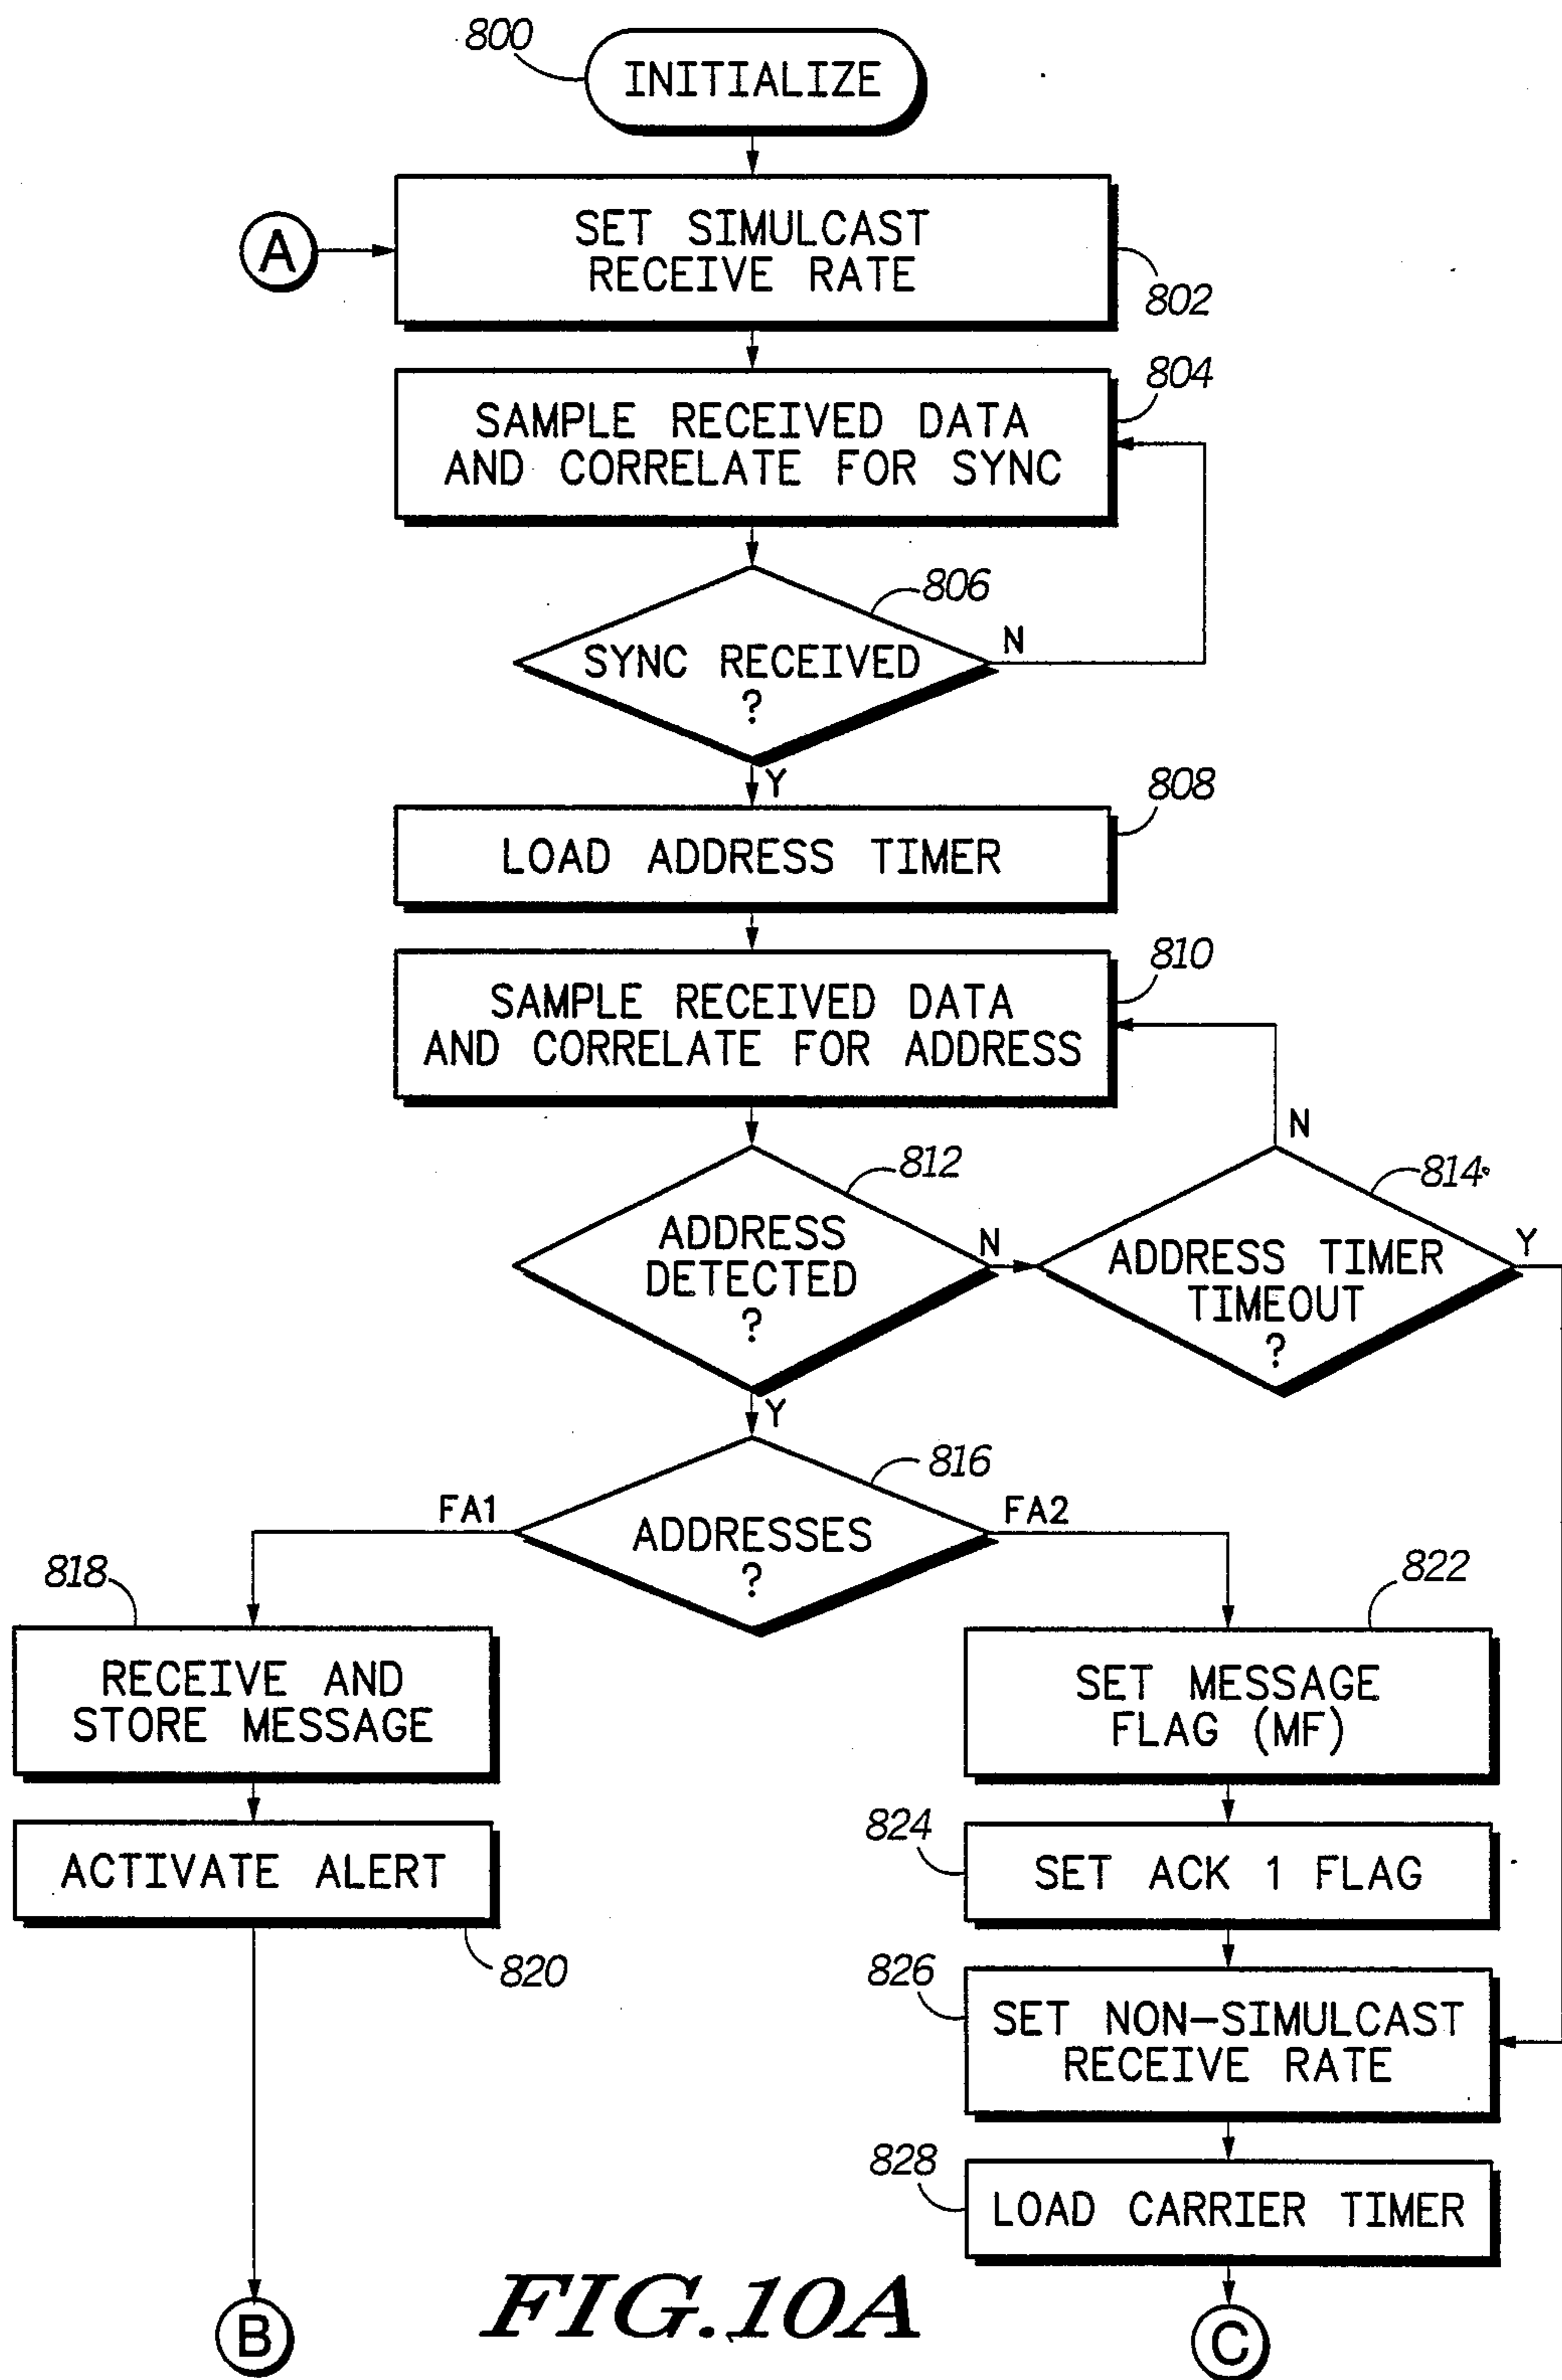 800
INITIALIZE
A
SET SIMULCAST
RECEIVE RATE
802
804
SAMPLE RECEIVED DATA
AND CORRELATE FOR SYNC
806
SYNC RECEIVED
?
N
Y
808
LOAD ADDRESS TIMER
810
SAMPLE RECEIVED DATA
AND CORRELATE FOR ADDRESS
812
ADDRESS
DETECTED
?
N
Y
814
ADDRESS TIMER
TIMEOUT
?
N
Y
816
ADDRESSES
?
FA1
FA2
818
RECEIVE AND
STORE MESSAGE
ACTIVATE ALERT
820
B
822
SET MESSAGE
FLAG (MF)
824
SET ACK 1 FLAG
826
SET NON-SIMULCAST
RECEIVE RATE
828
LOAD CARRIER TIMER
C
FIG.10A